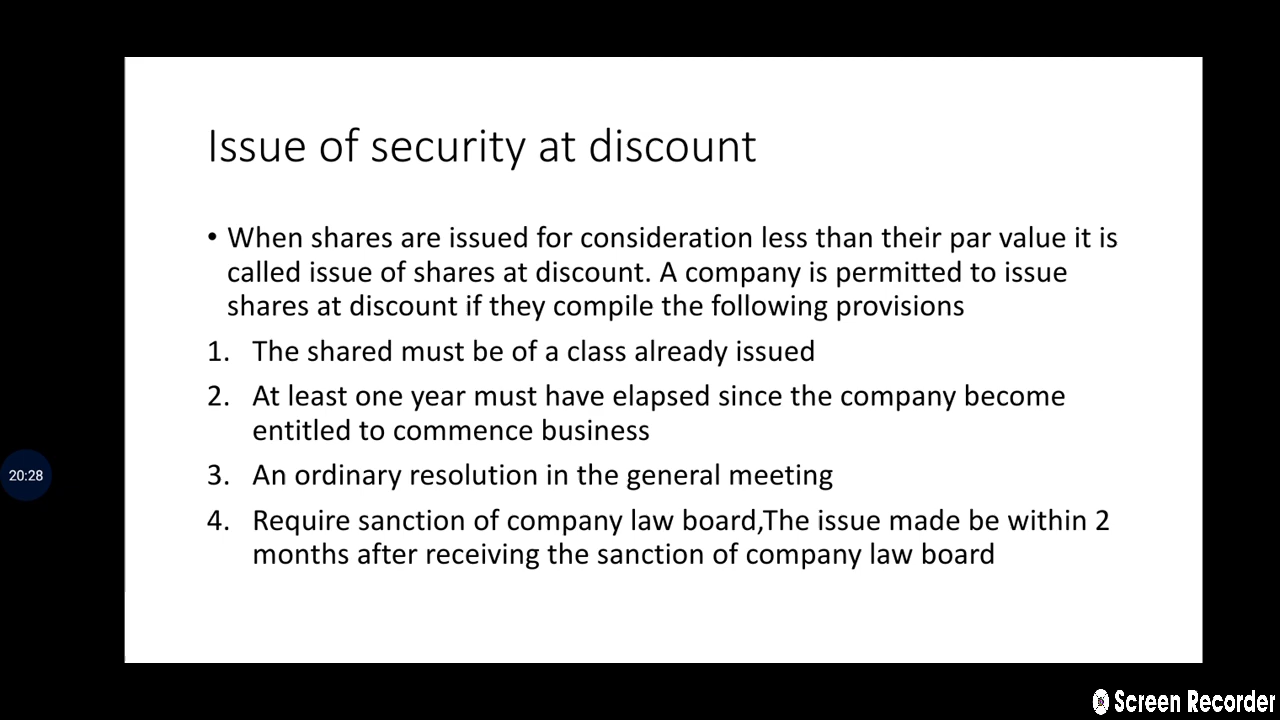 Issue of security at discount
• When shares are issued for consideration less than their par value it is
called issue of shares at discount. A company is permitted to issue
shares at discount if they compile the following provisions
1. The shared must be of a class already issued
2. At least one year must have elapsed since the company become
entitled to commence business
3. An ordinary resolution in the general meeting
20:28
4. Require sanction of company law board,The issue made be within 2
months after receiving the sanction of company law board
Screen Recorder